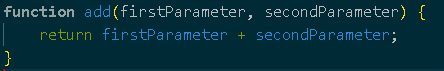 function add(firstParameter, secondParameter) {
    return firstParameter + secondParameter;
}